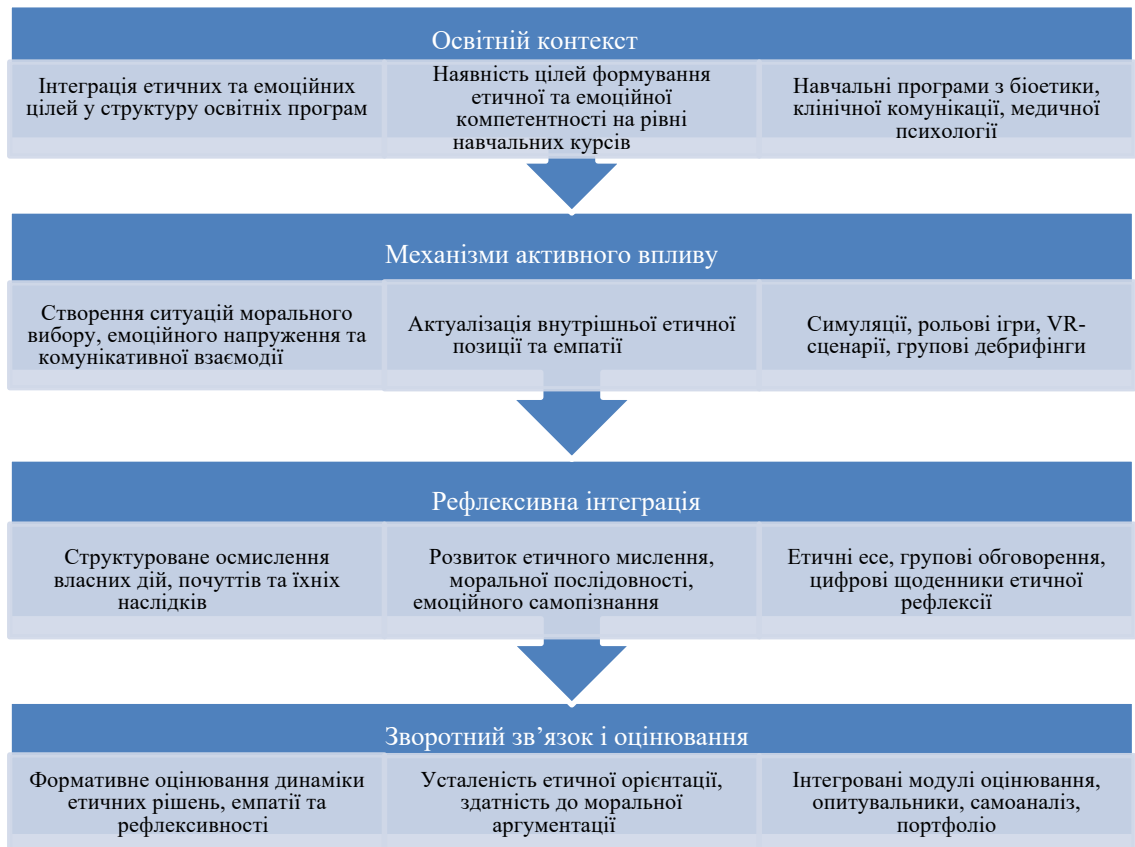 Освітній контекст
Інтеграція етичних та емоційних
цілей у структуру освітніх програм
Наявність цілей формування
етичної та емоційної
компетентності на рівні
навчальних курсів
Навчальні програми з біоетики,
клінічної комунікації, медичної
психології
Механізми активного впливу
Створення ситуацій морального
вибору, емоційного напруження та
комунікативної взаємодії
Актуалізація внутрішньої етичної
позиції та емпатії
Симуляції, рольові ігри, VR-
сценарії, групові дебрифінги
Рефлексивна інтеграція
Структуроване осмислення
власних дій, почуттів та їхніх
наслідків
Розвиток етичного мислення,
моральної послідовності,
емоційного самопізнання
Етичні есе, групові обговорення,
цифрові щоденники етичної
рефлексії
Зворотний зв’язок і оцінювання
Формативне оцінювання динаміки
етичних рішень, емпатії та
рефлексивності
Усталеність етичної орієнтації,
здатність до моральної
аргументації
Інтегровані модулі оцінювання,
опитувальники, самоаналіз,
портфоліо